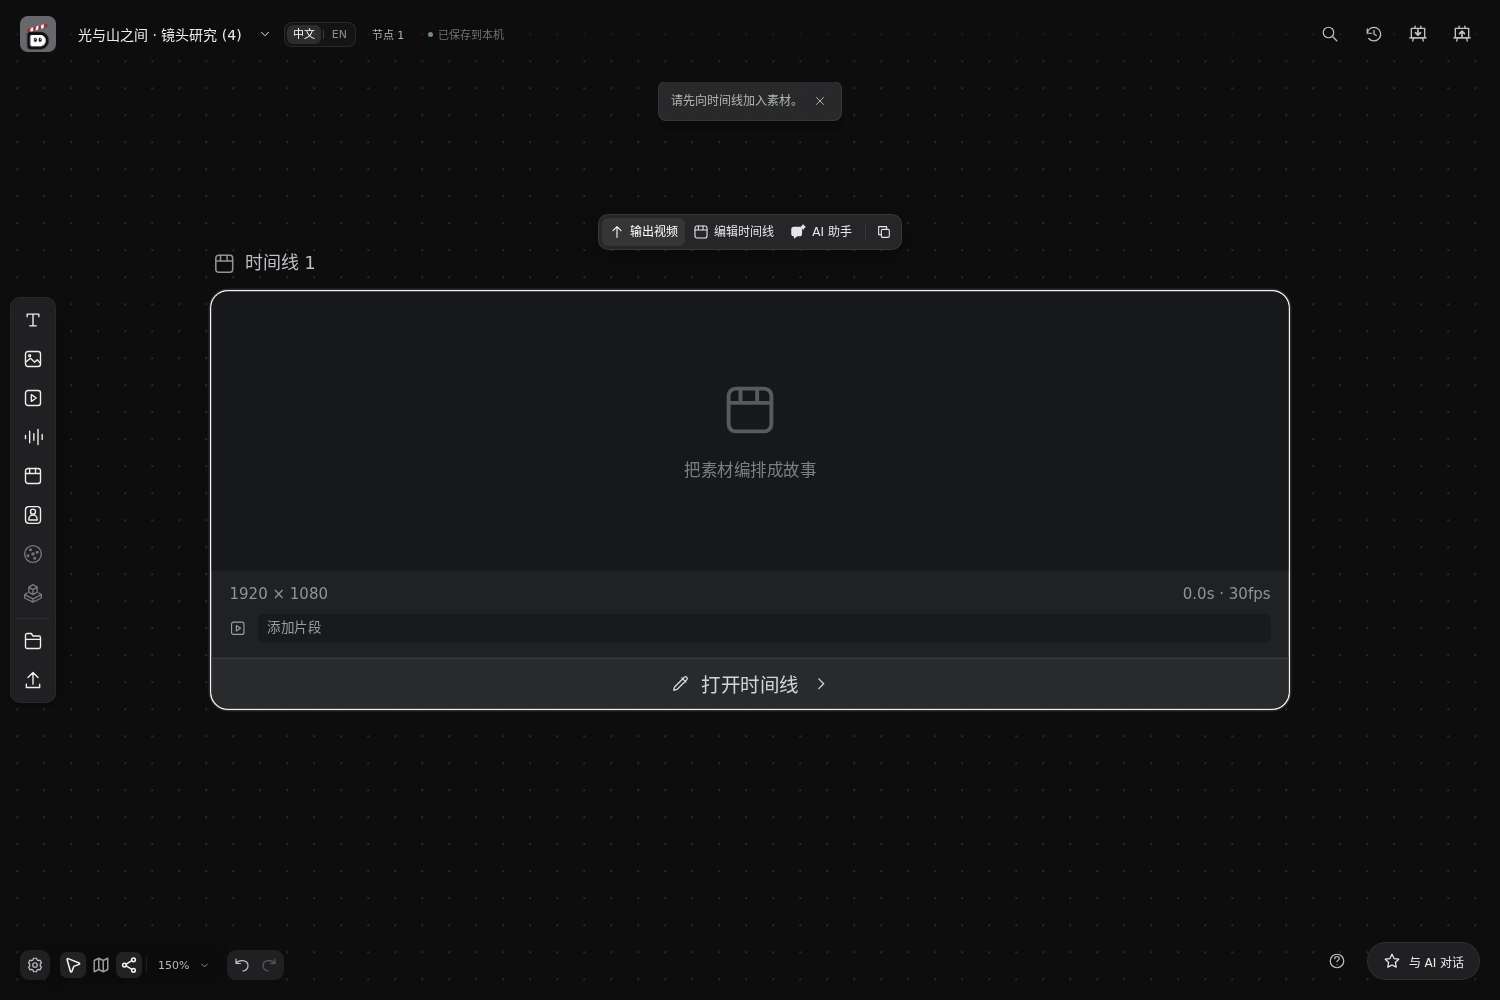 光与山之间 · 镜头研究 (4)
中文 | EN
节点 1
已保存到本机
请先向时间线加入素材。
输出视频
编辑时间线
AI 助手
时间线 1
把素材编排成故事
1920 × 1080
0.0s · 30fps
添加片段
打开时间线
150%
与 AI 对话